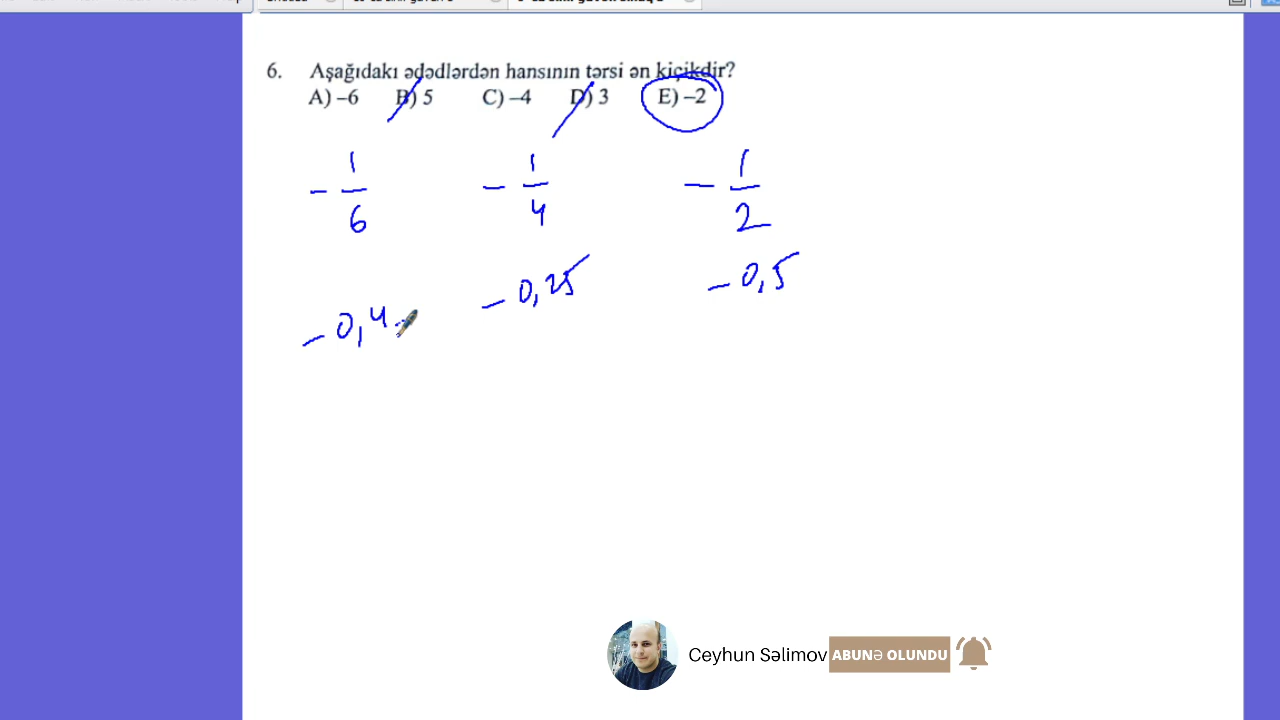 6. Aşağıdakı ədədlərdən hansının tərsi ən kiçikdir?
A) –6 B) 5 C) –4 D) 3 E) –2
– 1/6 – 1/4 – 1/2
– 0,4 – 0,25 – 0,5
Ceyhun Səlimov ABUNƏ OLUNDU